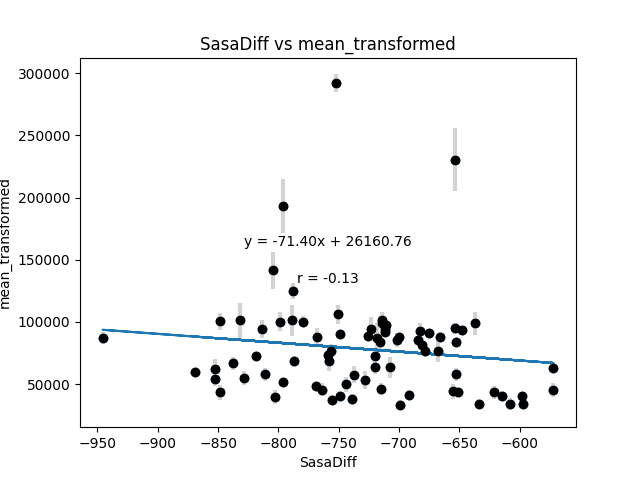 SasaDiff vs mean_transformed
300000
250000
200000
150000
100000
50000
mean_transformed
y = -71.40x + 26160.76
r = -0.13
−950 −900 −850 −800 −750 −700 −650 −600
SasaDiff